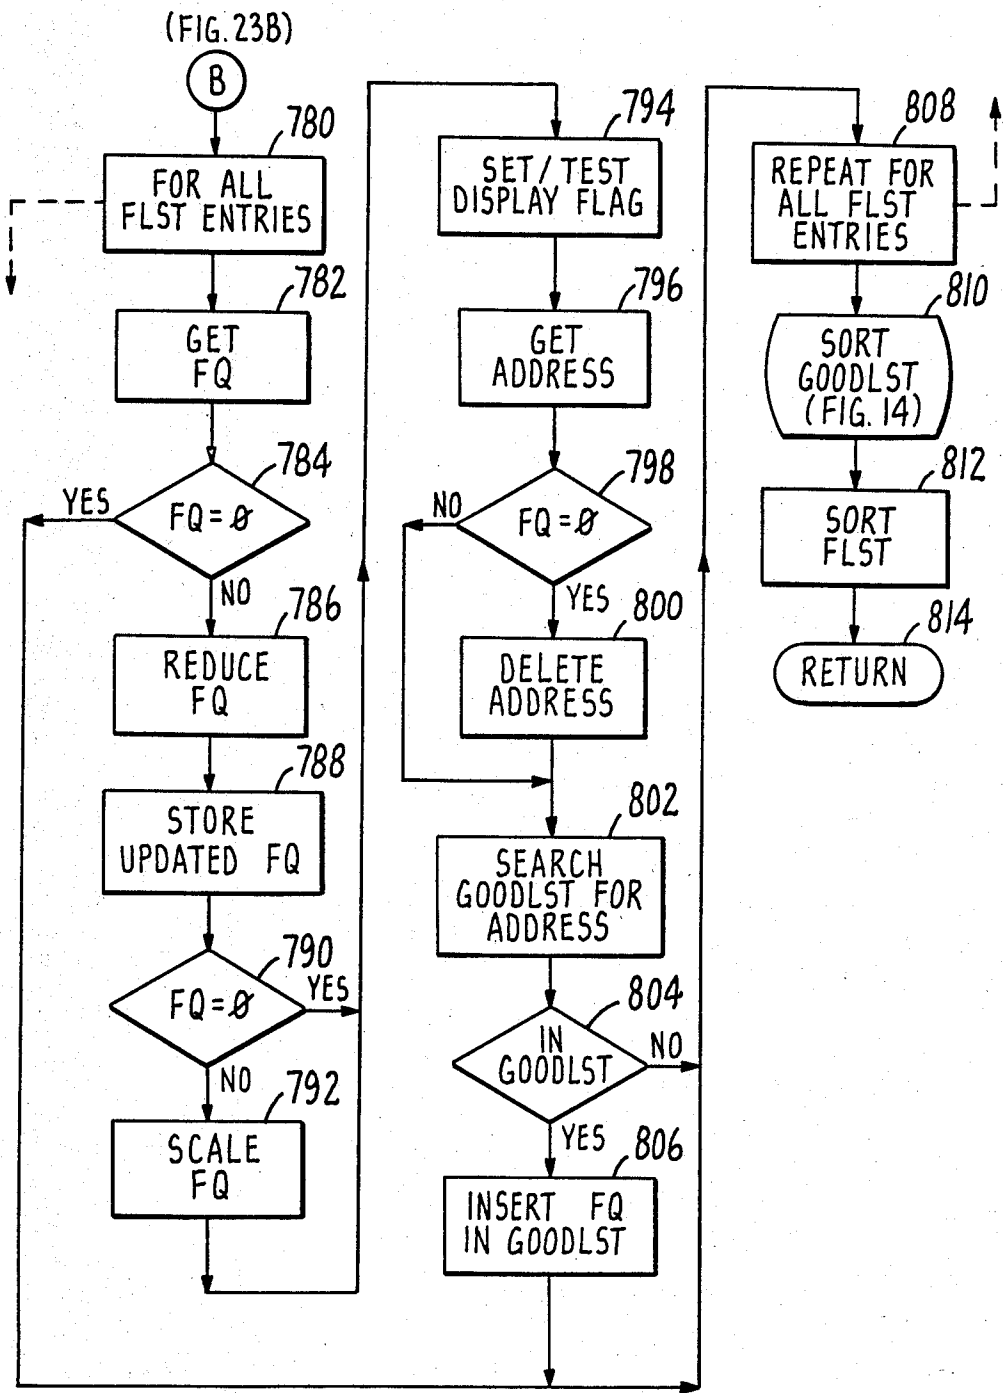 (FIG. 23B)
B
780
FOR ALL
FLST ENTRIES
782
GET
FQ
784
FQ = 0
YES
NO
786
REDUCE
FQ
788
STORE
UPDATED FQ
790
FQ = 0
YES
NO
792
SCALE
FQ
794
SET / TEST
DISPLAY FLAG
796
GET
ADDRESS
798
FQ = 0
NO
YES
800
DELETE
ADDRESS
802
SEARCH
GOODLST FOR
ADDRESS
804
IN
GOODLST
NO
YES
806
INSERT FQ
IN GOODLST
808
REPEAT FOR
ALL FLST
ENTRIES
810
SORT
GOODLST
(FIG. 14)
812
SORT
FLST
814
RETURN